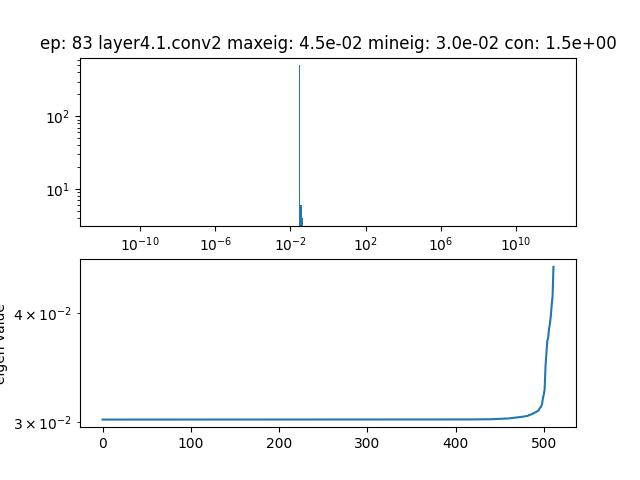 ep: 83 layer4.1.conv2 maxeig: 4.5e-02 mineig: 3.0e-02 con: 1.5e+00
10²
10¹
10⁻¹⁰ 10⁻⁶ 10⁻² 10² 10⁶ 10¹⁰
eigen value
4 × 10⁻²
3 × 10⁻²
0 100 200 300 400 500